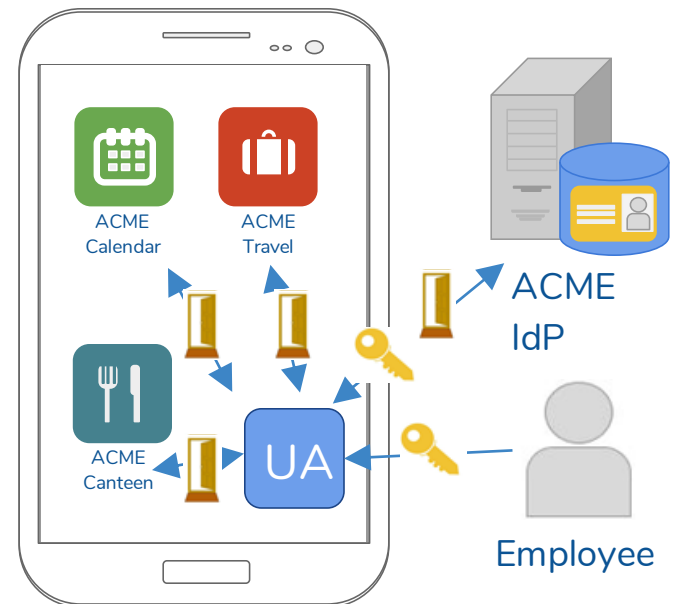 ACME
Calendar
ACME
Travel
ACME
IdP
ACME
Canteen
UA
Employee